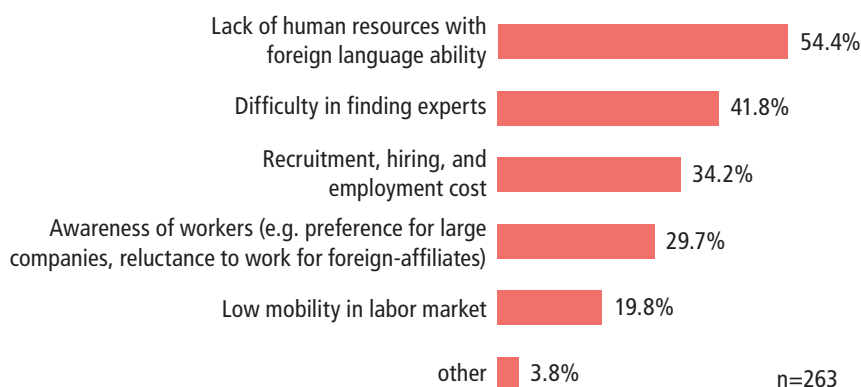 Lack of human resources with
foreign language ability
54.4%
Difficulty in finding experts
41.8%
Recruitment, hiring, and
employment cost
34.2%
Awareness of workers (e.g. preference for large
companies, reluctance to work for foreign-affiliates)
29.7%
Low mobility in labor market
19.8%
other
3.8%
n=263